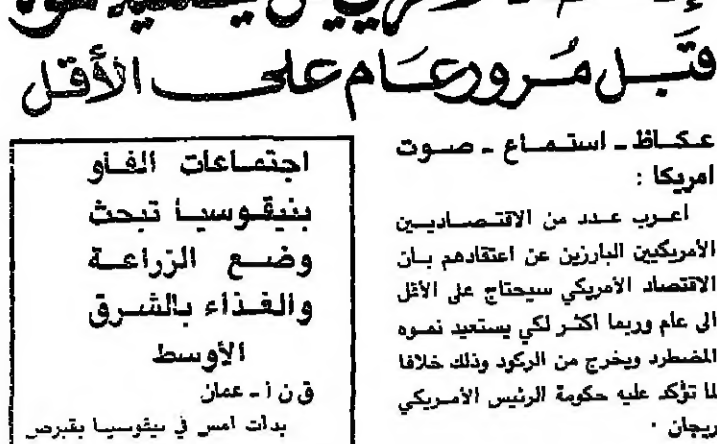 قبل مرور عام على الأقل
عكاظ - استماع - صوت
امريكا :
اعرب عدد من الاقتصاديين
الأمريكيين البارزين عن اعتقادهم بان
الاقتصاد الأمريكي سيحتاج على الأقل
الى عام وربما اكثر لكي يستعيد نموه
المضطرد ويخرج من الركود وذلك خلافا
لما تؤكد عليه حكومة الرئيس الأمريكي
ريجان .
اجتماعات الفاو
بنيقوسيا تبحث
وضع الزراعة
والغذاء بالشرق
الأوسط
ق ن أ - عمان
بدات امس في نيقوسيا بقبرص